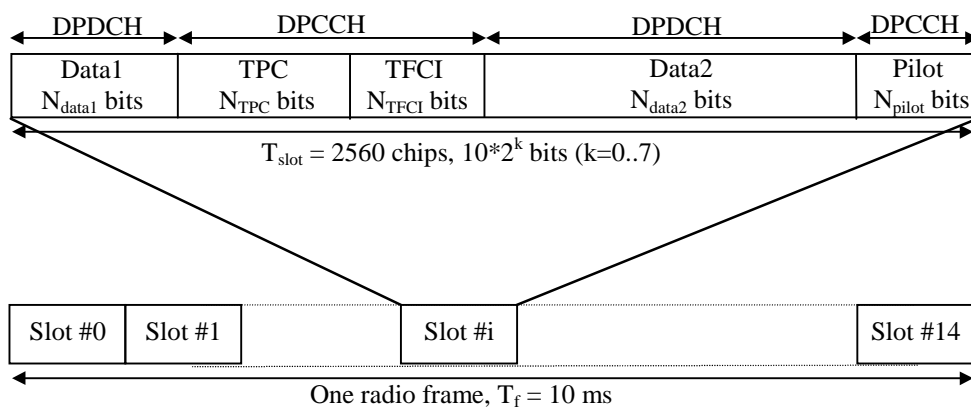 DPDCH DPCCH DPDCH DPCCH
Data1 TPC TFCI Data2 Pilot
N_data1 bits N_TPC bits N_TFCI bits N_data2 bits N_pilot bits
T_slot = 2560 chips, 10*2^k bits (k=0..7)
Slot #0 Slot #1 Slot #i Slot #14
One radio frame, T_f = 10 ms